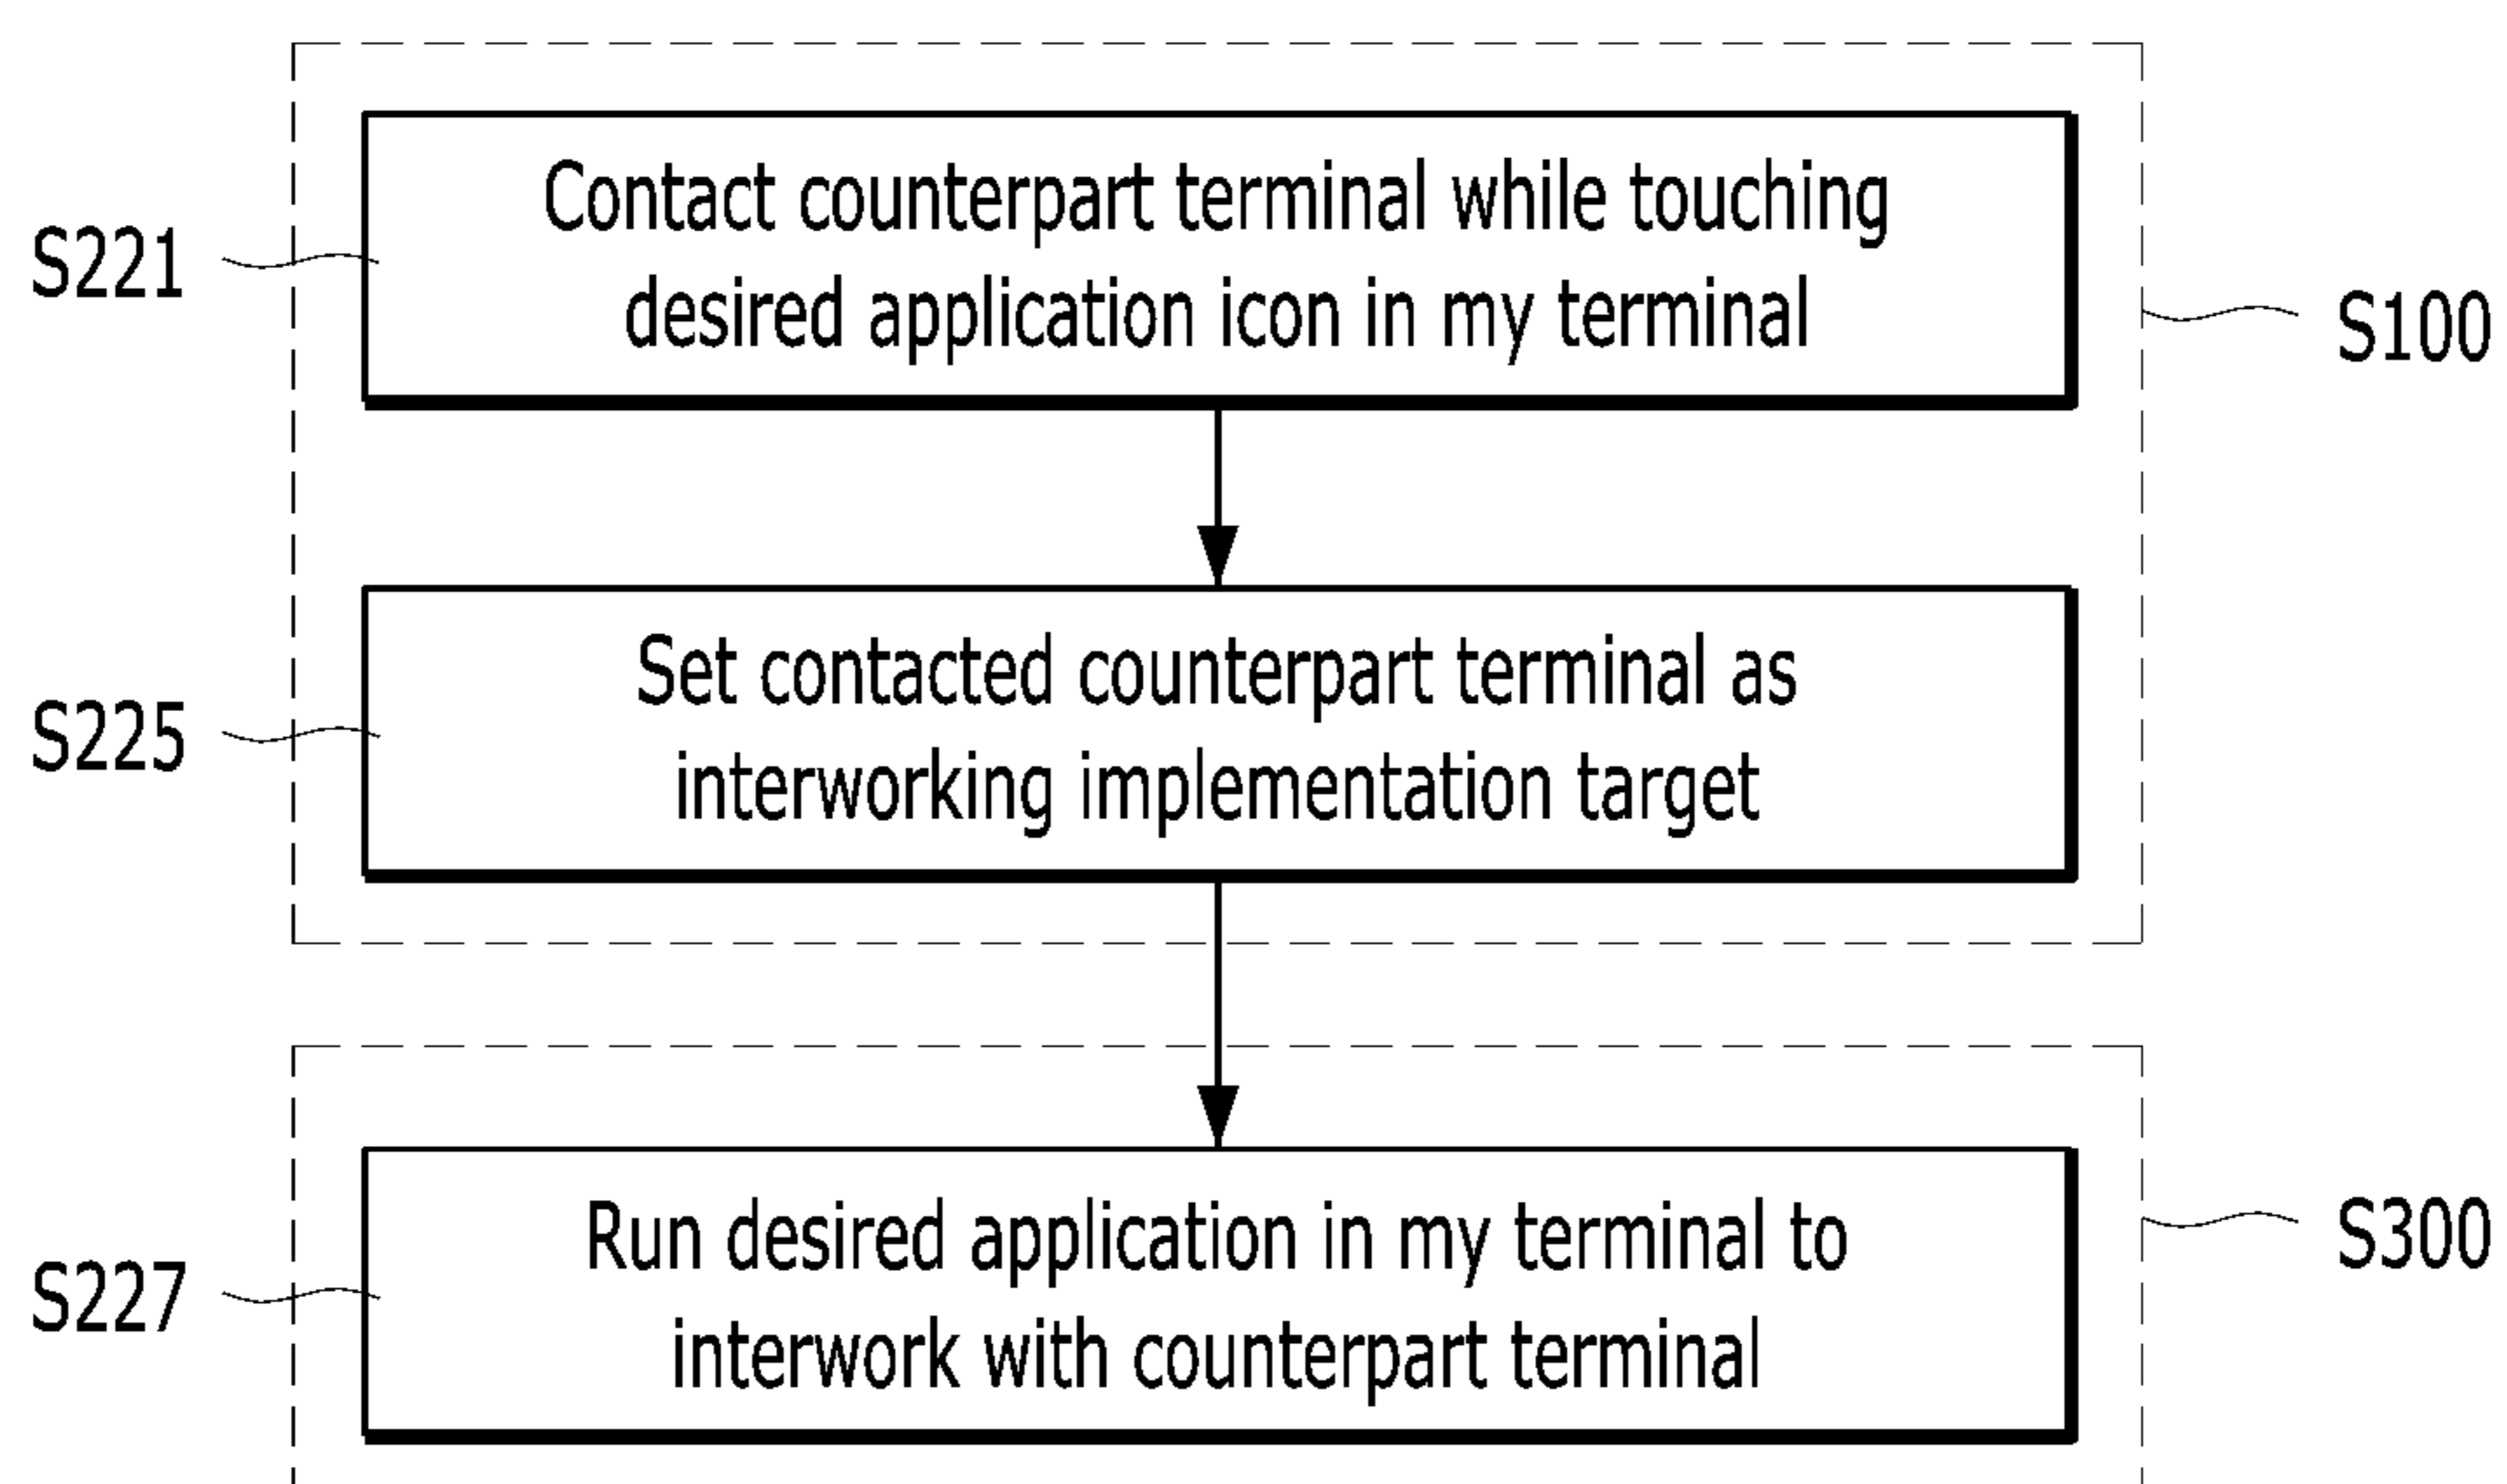 Contact counterpart terminal while touching
desired application icon in my terminal
S221
S100
Set contacted counterpart terminal as
interworking implementation target
S225
Run desired application in my terminal to
interwork with counterpart terminal
S227
S300